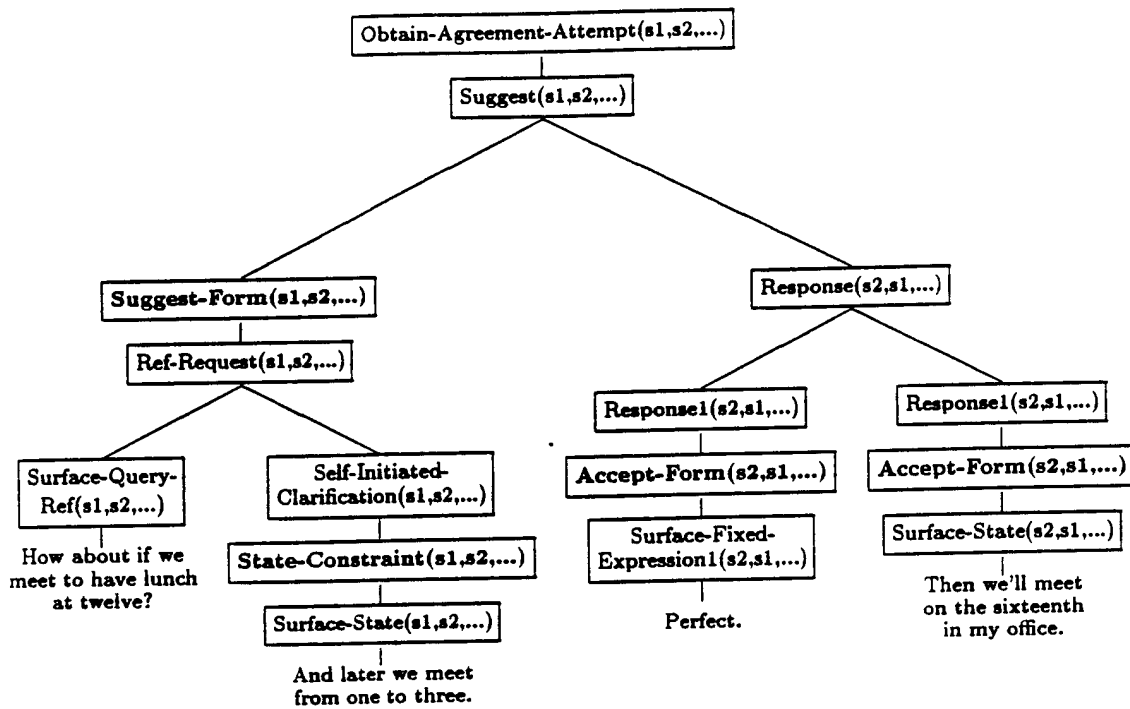 Obtain-Agreement-Attempt(s1,s2,...)
Suggest(s1,s2,...)
Suggest-Form(s1,s2,...)
Response(s2,s1,...)
Ref-Request(s1,s2,...)
Response1(s2,s1,...)
Response1(s2,s1,...)
Surface-Query-
Ref(s1,s2,...)
Self-Initiated-
Clarification(s1,s2,...)
Accept-Form(s2,s1,...)
Accept-Form(s2,s1,...)
How about if we
meet to have lunch
at twelve?
State-Constraint(s1,s2,...)
Surface-State(s1,s2,...)
And later we meet
from one to three.
Surface-Fixed-
Expression1(s2,s1,...)
Perfect.
Surface-State(s2,s1,...)
Then we'll meet
on the sixteenth
in my office.